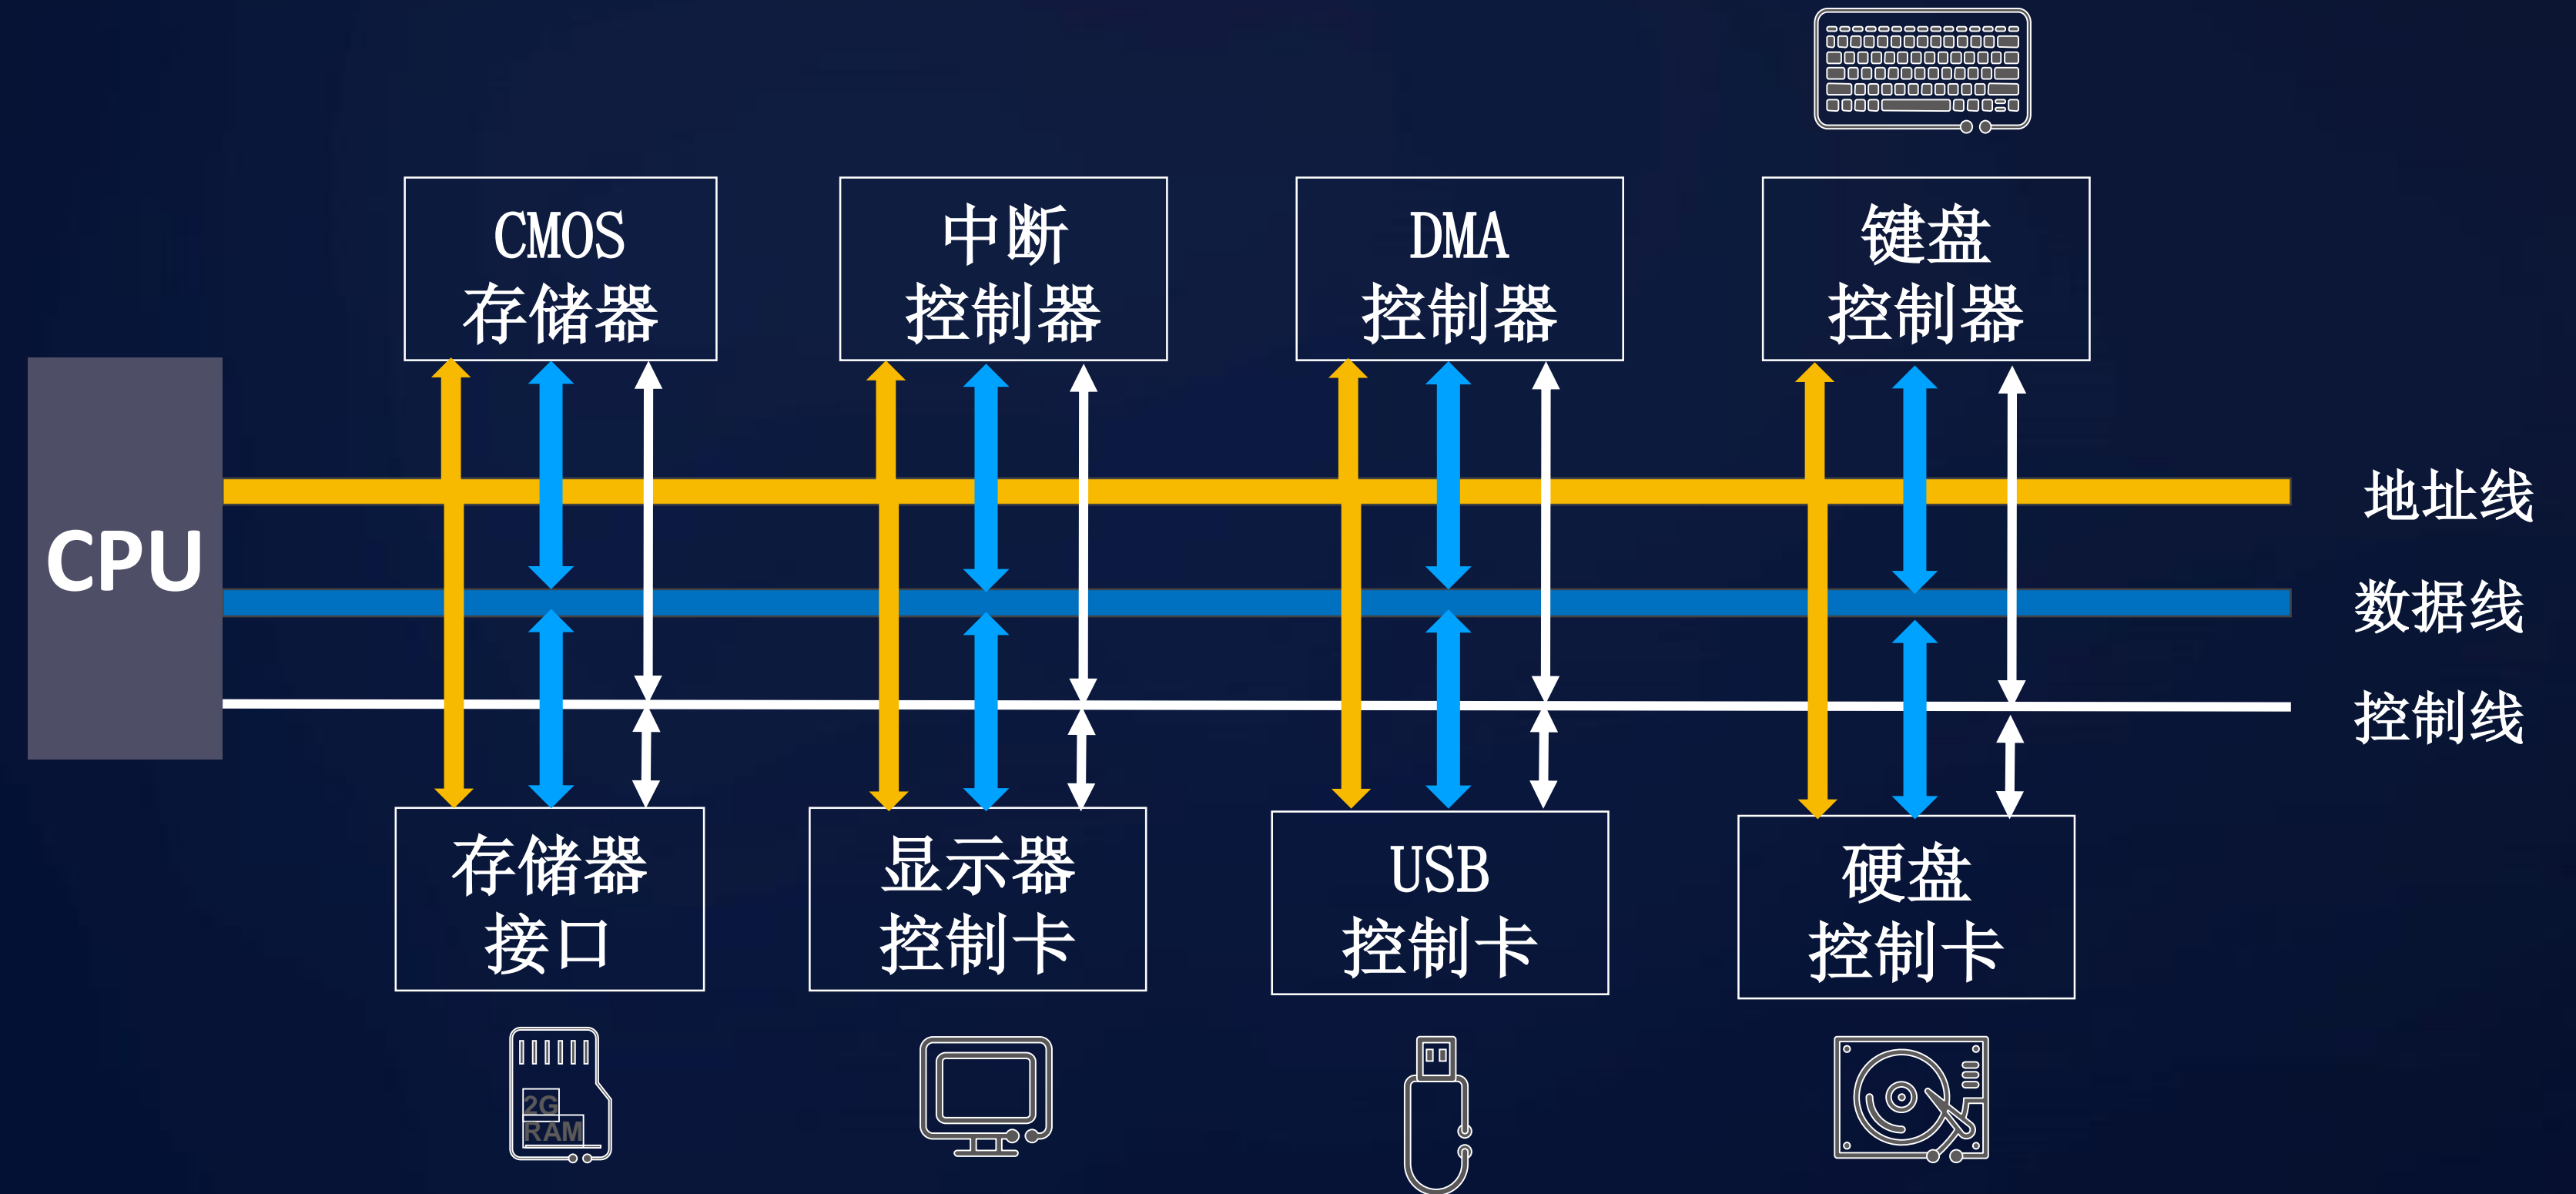 CMOS
存储器
中断
控制器
DMA
控制器
键盘
控制器
CPU
地址线
数据线
控制线
存储器
接口
显示器
控制卡
USB
控制卡
硬盘
控制卡
2G
RAM